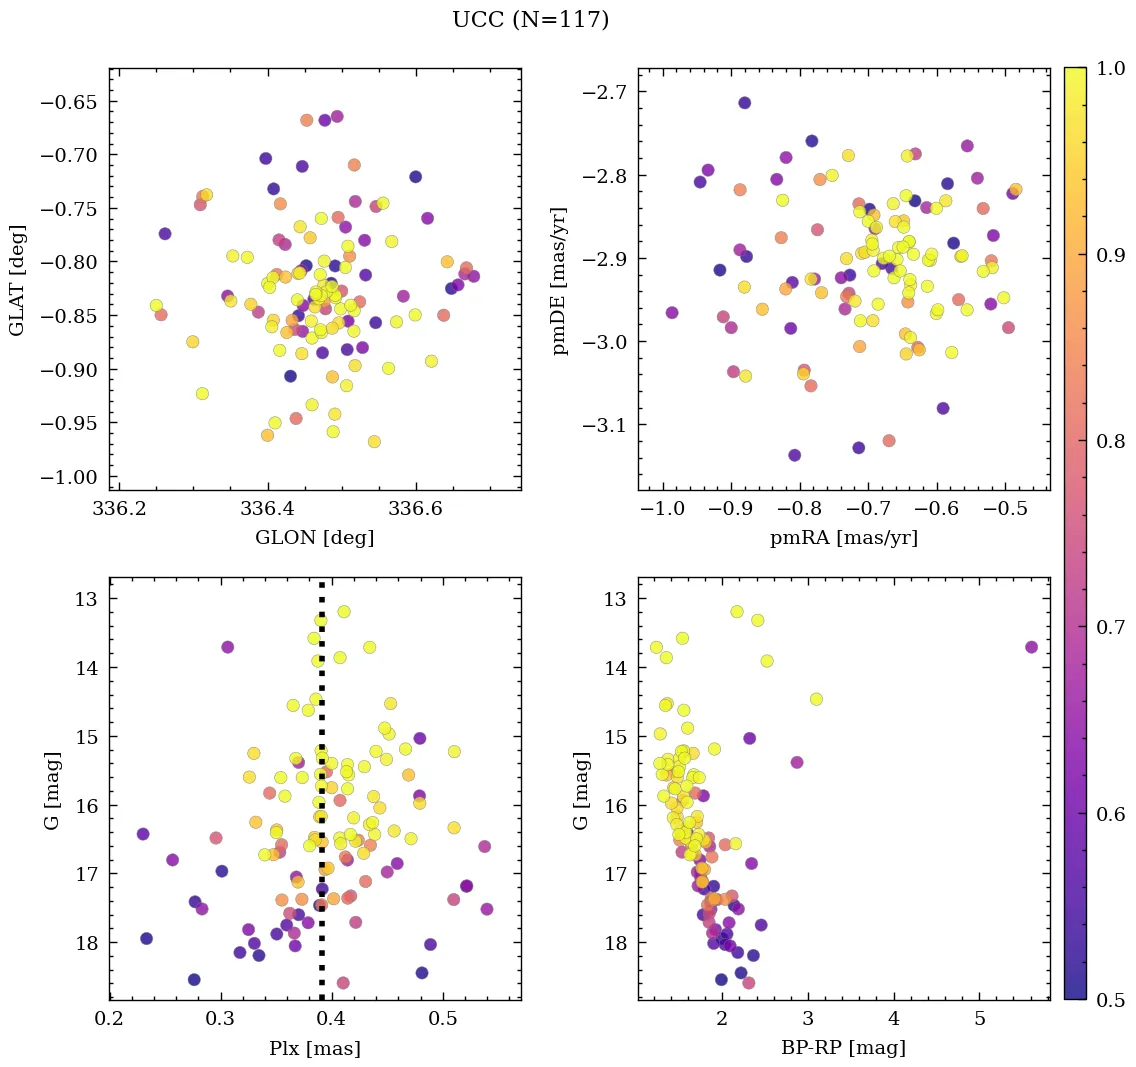 UCC (N=117)
−0.65
−0.70
−0.75
−0.80
−0.85
−0.90
−0.95
−1.00
GLAT [deg]
336.2 336.4 336.6
GLON [deg]
−2.7
−2.8
−2.9
−3.0
−3.1
pmDE [mas/yr]
−1.0 −0.9 −0.8 −0.7 −0.6 −0.5
pmRA [mas/yr]
13
14
15
16
17
18
G [mag]
0.2 0.3 0.4 0.5
Plx [mas]
13
14
15
16
17
18
G [mag]
2 3 4 5
BP-RP [mag]
1.0
0.9
0.8
0.7
0.6
0.5